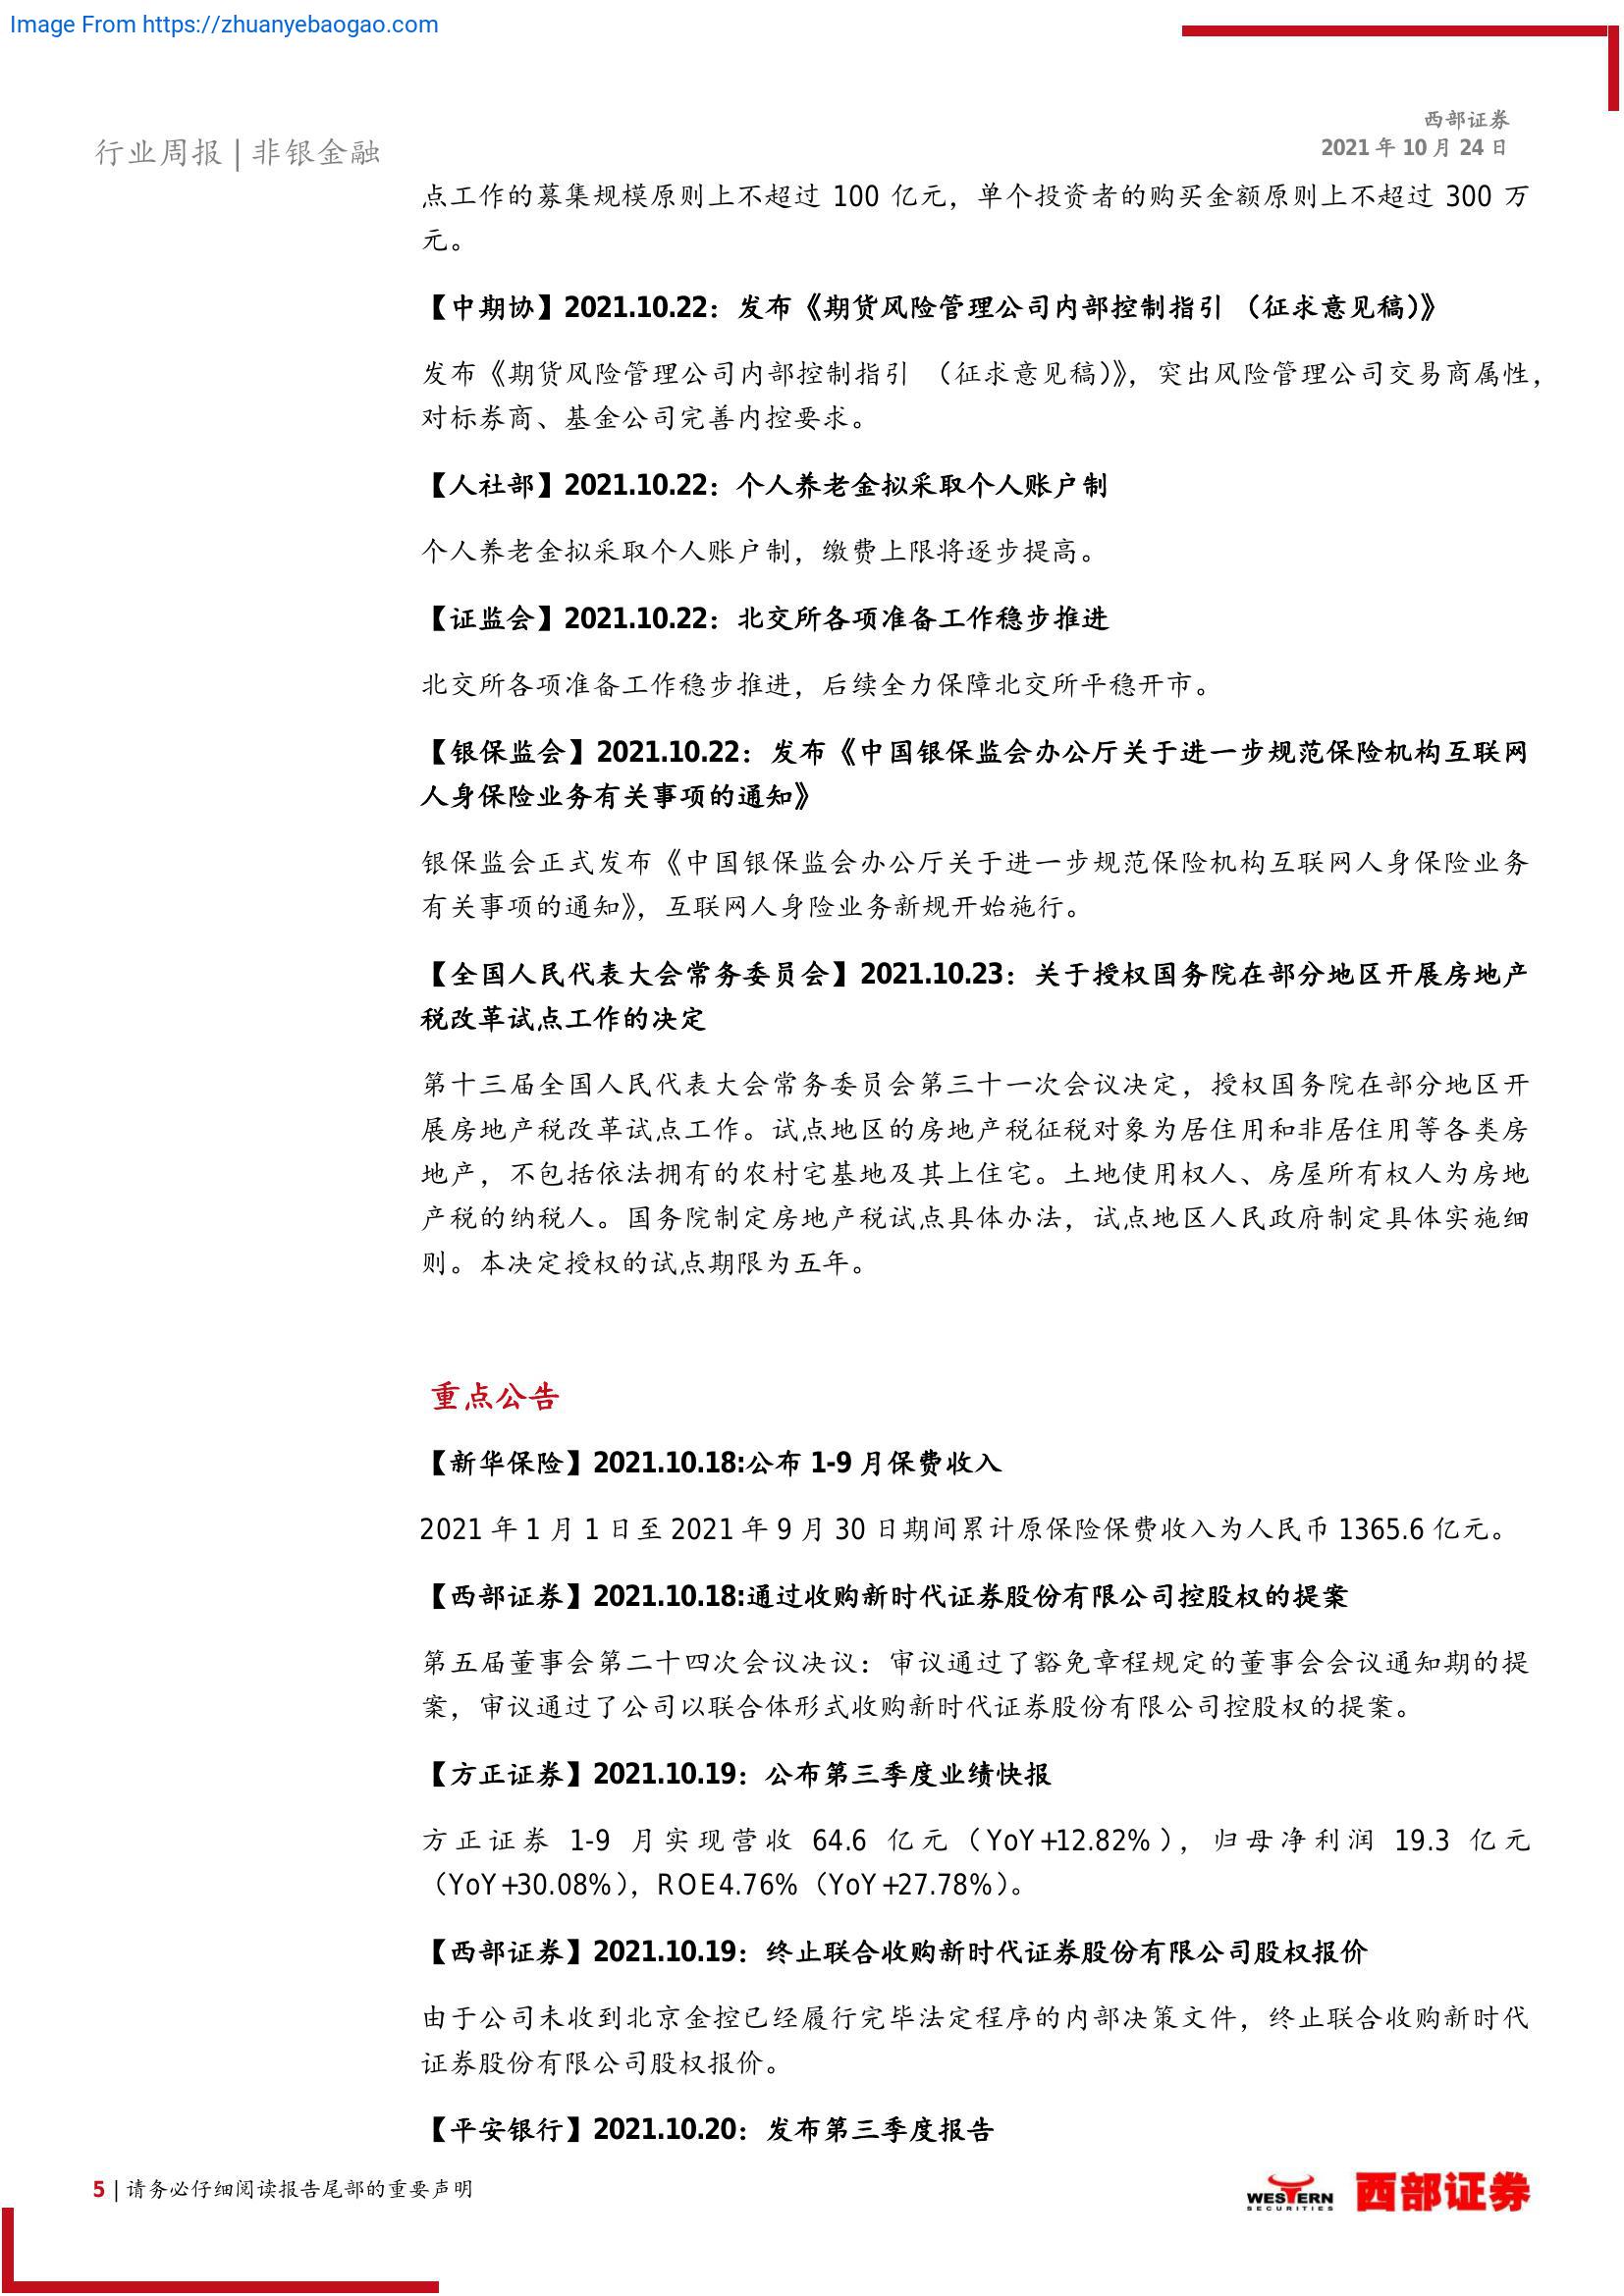 Image From https://zhuanyebaogao.com
西部证券
2021 年 10 月 24 日
行业周报 | 非银金融
点工作的募集规模原则上不超过 100 亿元，单个投资者的购买金额原则上不超过 300 万
元。
【中期协】2021.10.22：发布《期货风险管理公司内部控制指引 （征求意见稿）》
发布《期货风险管理公司内部控制指引 （征求意见稿）》，突出风险管理公司交易商属性，
对标券商、基金公司完善内控要求。
【人社部】2021.10.22：个人养老金拟采取个人账户制
个人养老金拟采取个人账户制，缴费上限将逐步提高。
【证监会】2021.10.22：北交所各项准备工作稳步推进
北交所各项准备工作稳步推进，后续全力保障北交所平稳开市。
【银保监会】2021.10.22：发布《中国银保监会办公厅关于进一步规范保险机构互联网
人身保险业务有关事项的通知》
银保监会正式发布《中国银保监会办公厅关于进一步规范保险机构互联网人身保险业务
有关事项的通知》，互联网人身险业务新规开始施行。
【全国人民代表大会常务委员会】2021.10.23：关于授权国务院在部分地区开展房地产
税改革试点工作的决定
第十三届全国人民代表大会常务委员会第三十一次会议决定，授权国务院在部分地区开
展房地产税改革试点工作。试点地区的房地产税征税对象为居住用和非居住用等各类房
地产，不包括依法拥有的农村宅基地及其上住宅。土地使用权人、房屋所有权人为房地
产税的纳税人。国务院制定房地产税试点具体办法，试点地区人民政府制定具体实施细
则。本决定授权的试点期限为五年。
重点公告
【新华保险】2021.10.18:公布 1-9 月保费收入
2021 年 1 月 1 日至 2021 年 9 月 30 日期间累计原保险保费收入为人民币 1365.6 亿元。
【西部证券】2021.10.18:通过收购新时代证券股份有限公司控股权的提案
第五届董事会第二十四次会议决议：审议通过了豁免章程规定的董事会会议通知期的提
案，审议通过了公司以联合体形式收购新时代证券股份有限公司控股权的提案。
【方正证券】2021.10.19：公布第三季度业绩快报
方正证券 1-9 月实现营收 64.6 亿元（YoY+12.82%），归母净利润 19.3 亿元
（YoY+30.08%），ROE4.76%（YoY+27.78%）。
【西部证券】2021.10.19：终止联合收购新时代证券股份有限公司股权报价
由于公司未收到北京金控已经履行完毕法定程序的内部决策文件，终止联合收购新时代
证券股份有限公司股权报价。
【平安银行】2021.10.20：发布第三季度报告
5 | 请务必仔细阅读报告尾部的重要声明
WESTERN
SECURITIES
西部证券